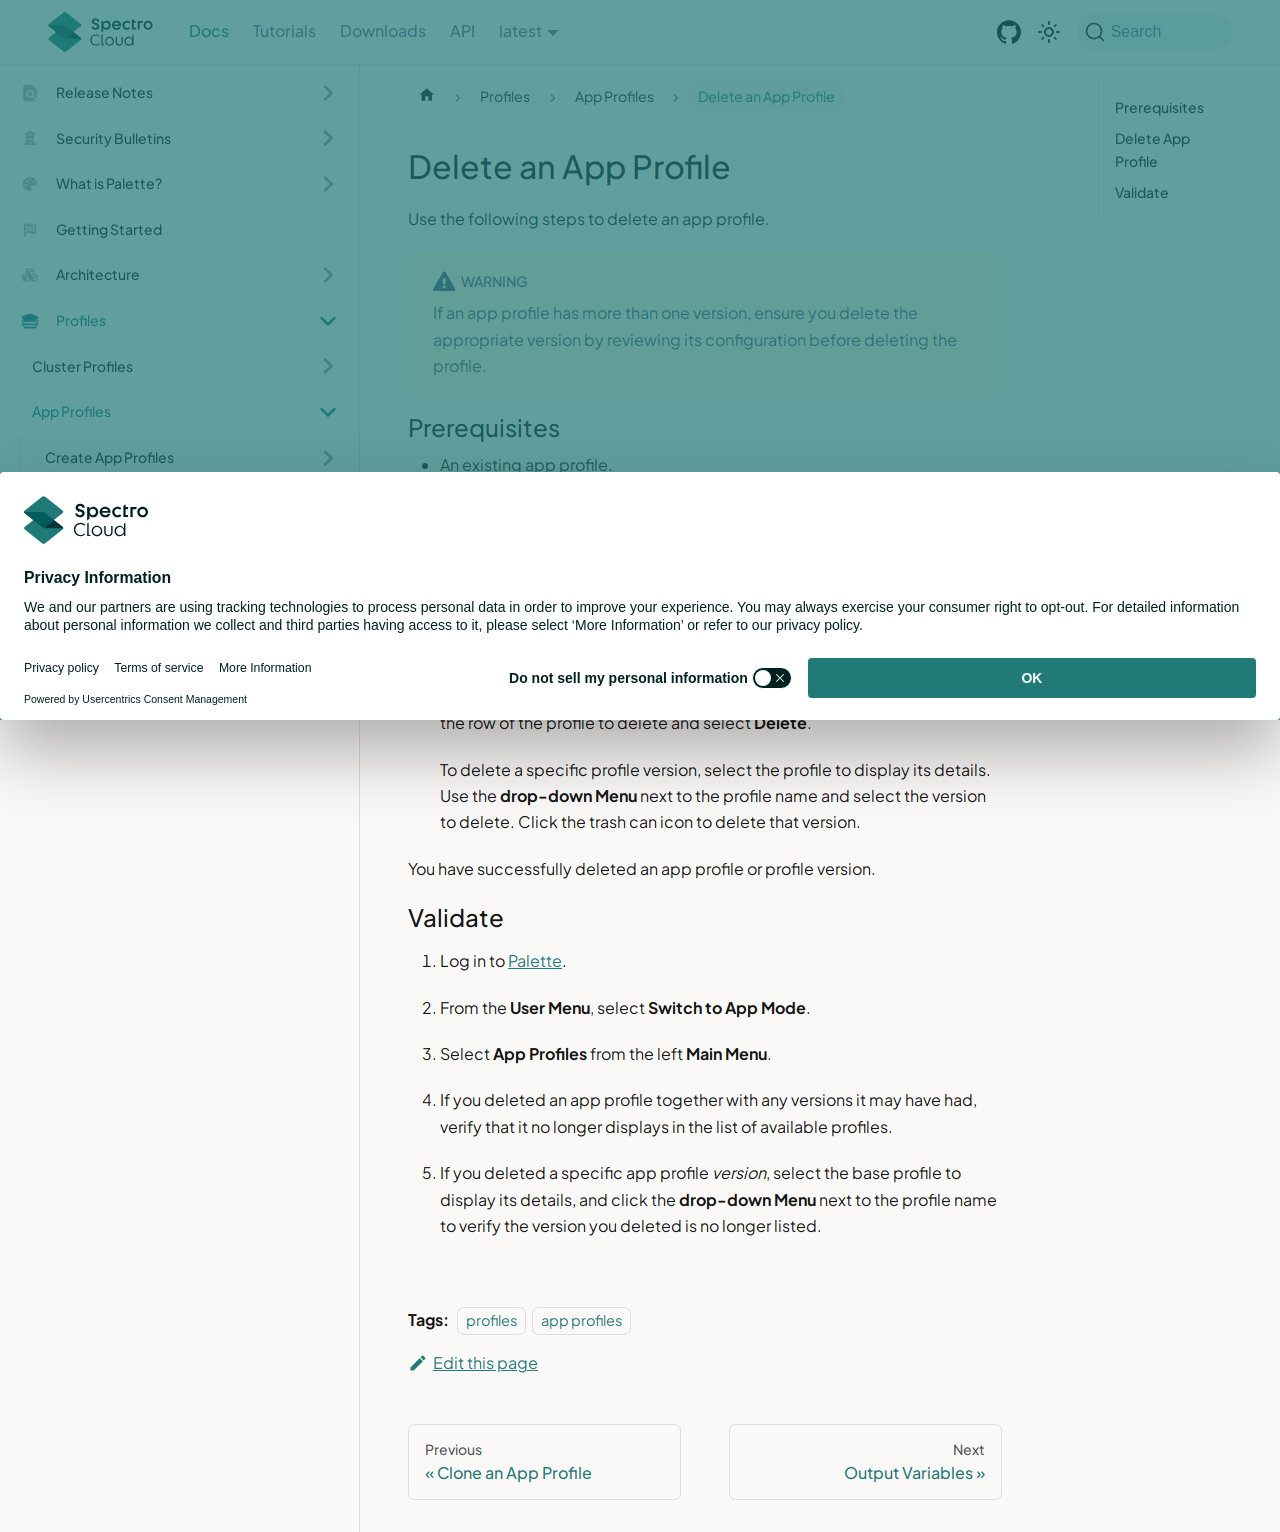 Spectro Cloud
Docs
Tutorials
Downloads
API
latest
Search
Release Notes
Security Bulletins
What is Palette?
Getting Started
Architecture
Profiles
Cluster Profiles
App Profiles
Create App Profiles
Profiles
App Profiles
Delete an App Profile
Delete an App Profile
Use the following steps to delete an app profile.
WARNING
If an app profile has more than one version, ensure you delete the
appropriate version by reviewing its configuration before deleting the
profile.
Prerequisites
An existing app profile.
Prerequisites
Delete App
Profile
Validate
Spectro
Cloud
Privacy Information
We and our partners are using tracking technologies to process personal data in order to improve your experience. You may always exercise your consumer right to opt-out. For detailed information
about personal information we collect and third parties having access to it, please select ‘More Information’ or refer to our privacy policy.
Privacy policy
Terms of service
More Information
Powered by Usercentrics Consent Management
Do not sell my personal information
OK
the row of the profile to delete and select Delete.
To delete a specific profile version, select the profile to display its details.
Use the drop-down Menu next to the profile name and select the version
to delete. Click the trash can icon to delete that version.
You have successfully deleted an app profile or profile version.
Validate
1. Log in to Palette.
2. From the User Menu, select Switch to App Mode.
3. Select App Profiles from the left Main Menu.
4. If you deleted an app profile together with any versions it may have had,
verify that it no longer displays in the list of available profiles.
5. If you deleted a specific app profile version, select the base profile to
display its details, and click the drop-down Menu next to the profile name
to verify the version you deleted is no longer listed.
Tags:
profiles
app profiles
Edit this page
Previous
« Clone an App Profile
Next
Output Variables »